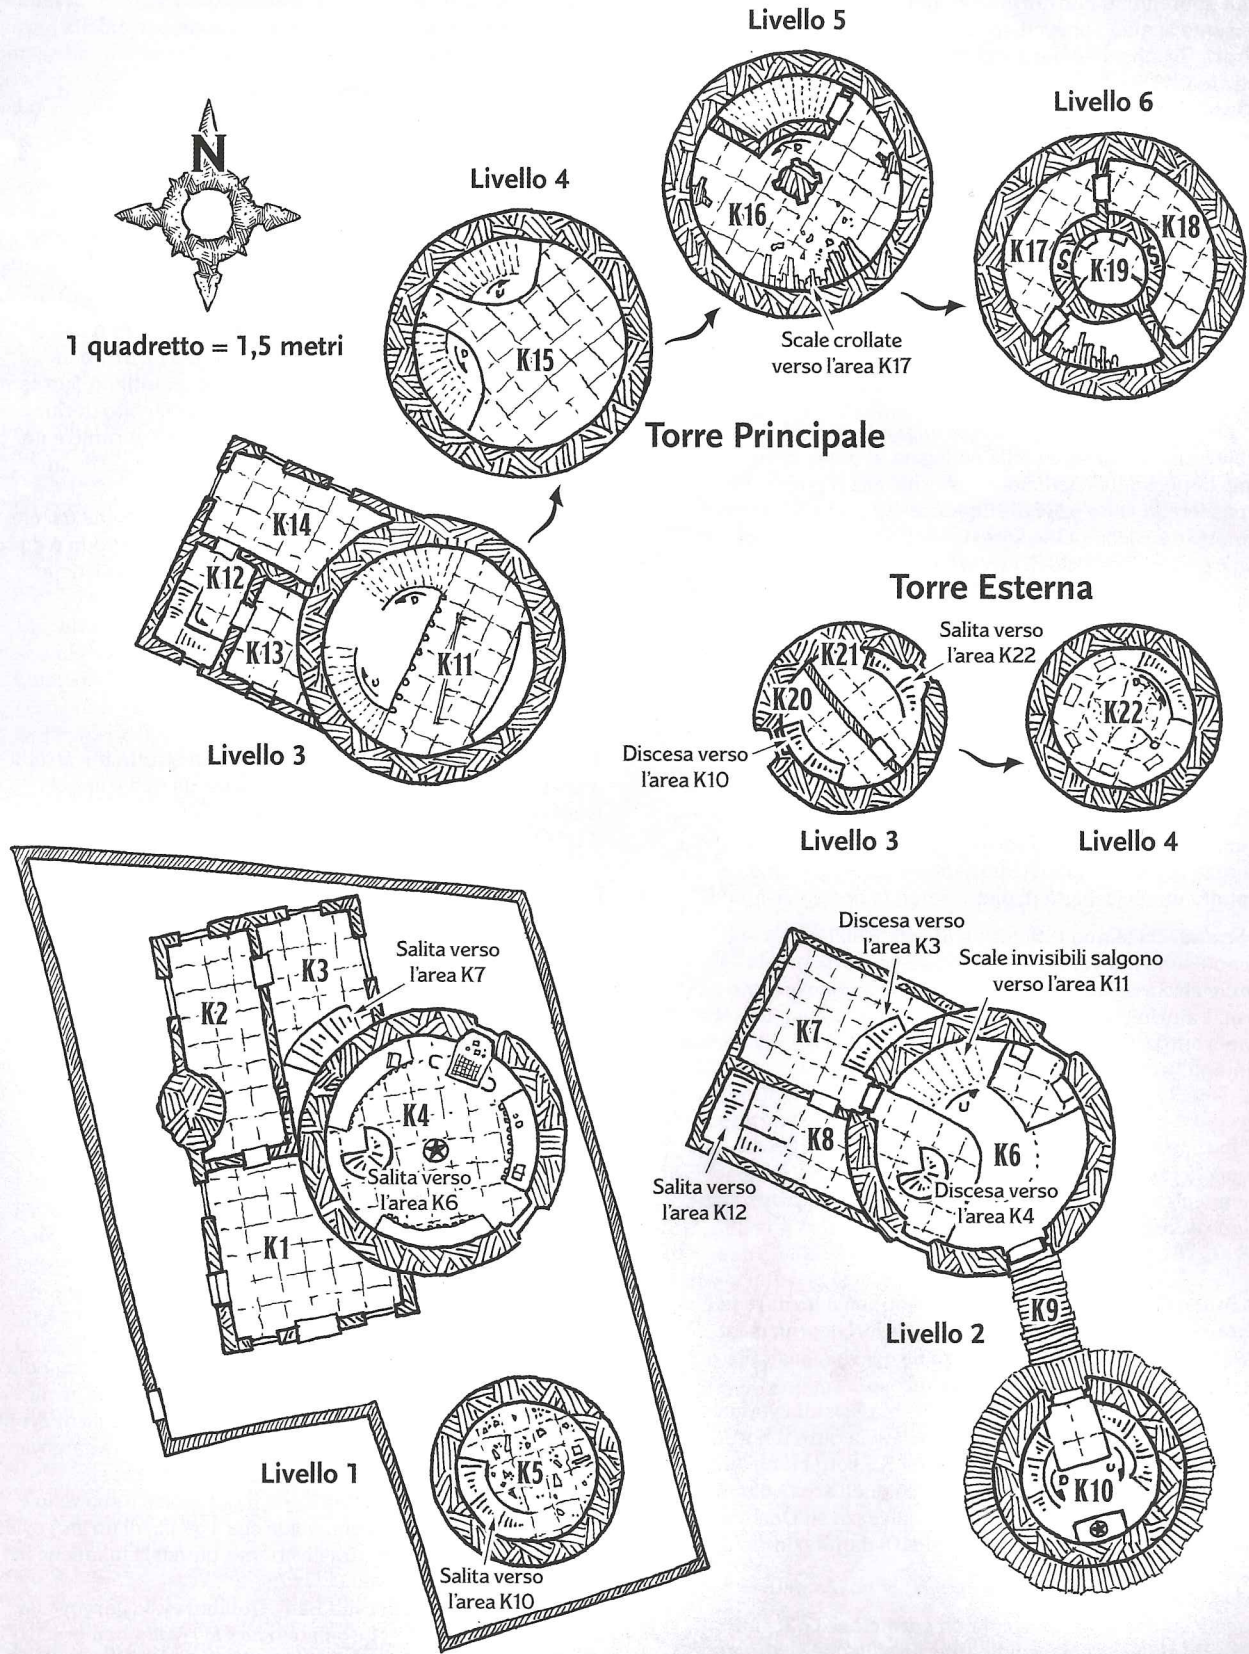 Livello 5
Livello 6
N
Livello 4
K16
K17
K18
K19
S
S
1 quadretto = 1,5 metri
Scale crollate
verso l'area K17
D
U
D
K15
Torre Principale
K14
K12
K13
K11
D
U
Livello 3
Torre Esterna
Salita verso
l'area K22
K21
K20
K22
D
Discesa verso
l'area K10
Livello 3
Livello 4
K2
K3
Salita verso
l'area K7
K4
Salita verso
l'area K6
K1
Livello 1
K5
Salita verso
l'area K10
Discesa verso
l'area K3
Scale invisibili salgono
verso l'area K11
K7
K8
U
K6
Salita verso
l'area K12
Discesa verso
l'area K4
K9
Livello 2
D
U
K10